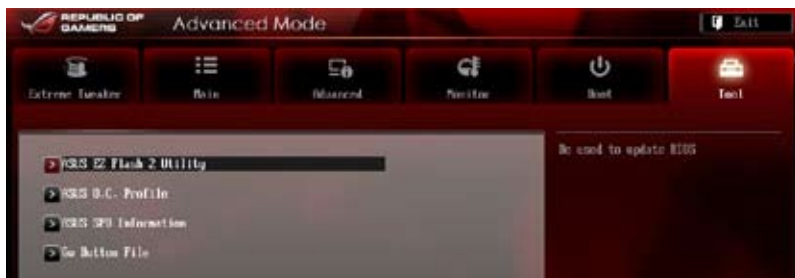 REPUBLIC OF
GAMERS
Advanced Mode
Exit
Extreme Tweaker
Main
Advanced
Monitor
Boot
Tool
ASUS EZ Flash 2 Utility
ASUS O.C. Profile
ASUS SPD Information
Go Button File
Be used to update BIOS